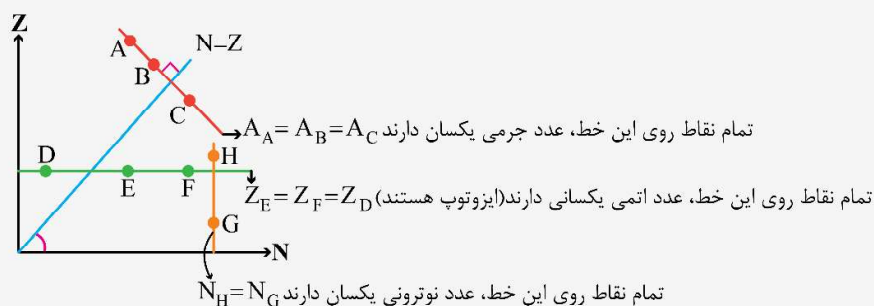 Z
A
N–Z
B
C
A_A = A_B = A_C تمام نقاط روی این خط، عدد جرمی یکسان دارند
H
D
E
F
Z_E = Z_F = Z_D تمام نقاط روی این خط، عدد اتمی یکسانی دارند(ایزوتوپ هستند)
G
N
N_H = N_G تمام نقاط روی این خط، عدد نوترونی یکسان دارند